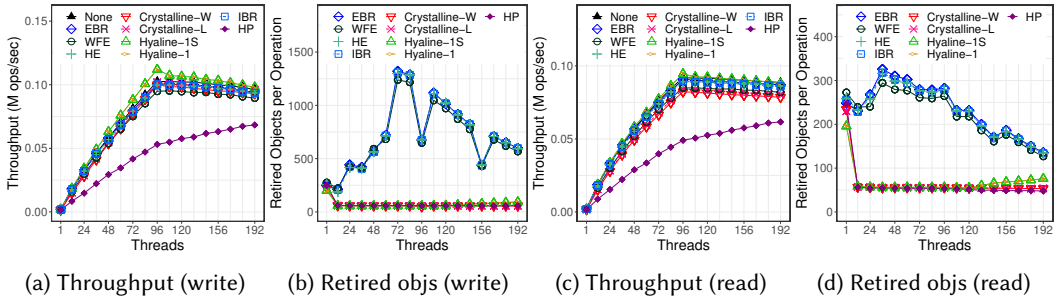 None
EBR
WFE
HE
Crystalline-W
Crystalline-L
Hyaline-1S
Hyaline-1
IBR
HP
Throughput (M ops/sec)
0.15
0.10
0.05
0.00
1 24 48 72 96 120 156 192
Threads
(a) Throughput (write)
EBR
WFE
HE
IBR
Crystalline-W
Crystalline-L
Hyaline-1S
Hyaline-1
HP
Retired Objects per Operation
1500
1000
500
250
100
0
1 24 48 72 96 120 156 192
Threads
(b) Retired objs (write)
None
EBR
WFE
HE
Crystalline-W
Crystalline-L
Hyaline-1S
Hyaline-1
IBR
HP
Throughput (M ops/sec)
0.10
0.05
0.00
1 24 48 72 96 120 156 192
Threads
(c) Throughput (read)
EBR
WFE
HE
IBR
Crystalline-W
Crystalline-L
Hyaline-1S
Hyaline-1
HP
Retired Objects per Operation
400
300
200
100
0
1 24 48 72 96 120 156 192
Threads
(d) Retired objs (read)